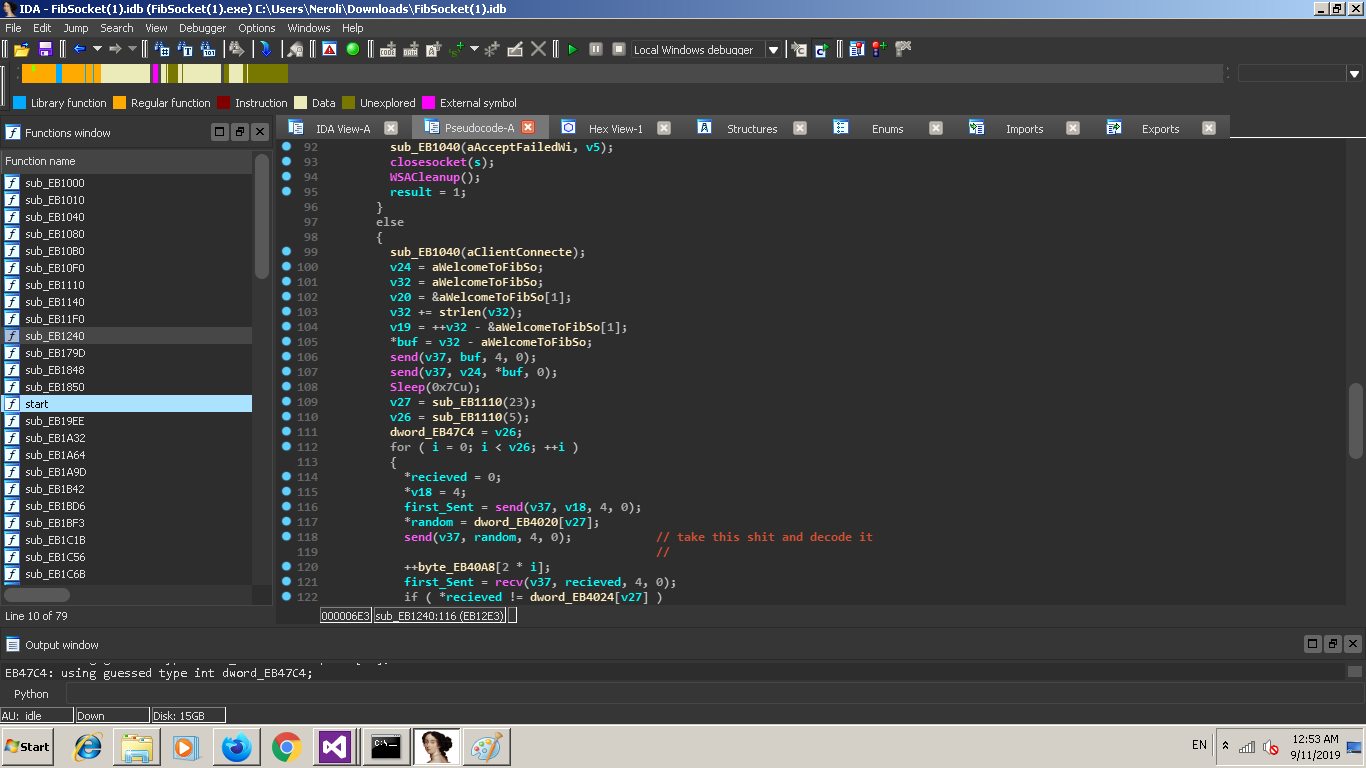 IDA - FibSocket(1).idb (FibSocket(1).exe) C:\Users\Neroli\Downloads\FibSocket(1).idb
File Edit Jump Search View Debugger Options Windows Help
Local Windows debugger
Library function Regular function Instruction Data Unexplored External symbol
Functions window
IDA View-A Pseudocode-A Hex View-1 Structures Enums Imports Exports
Function name
sub_EB1000
sub_EB1010
sub_EB1040
sub_EB1080
sub_EB10B0
sub_EB10F0
sub_EB1110
sub_EB1140
sub_EB11F0
sub_EB1240
sub_EB179D
sub_EB1848
sub_EB1850
start
sub_EB19EE
sub_EB1A32
sub_EB1A64
sub_EB1A9D
sub_EB1B42
sub_EB1BD6
sub_EB1BF3
sub_EB1C1B
sub_EB1C56
sub_EB1C6B
Line 10 of 79
92 sub_EB1040(aAcceptFailedWi, v5);
93 closesocket(s);
94 WSACleanup();
95 result = 1;
96 }
97 else
98 {
99 sub_EB1040(aClientConnecte);
100 v24 = aWelcomeToFibSo;
101 v32 = aWelcomeToFibSo;
102 v20 = &aWelcomeToFibSo[1];
103 v32 += strlen(v32);
104 v19 = ++v32 - &aWelcomeToFibSo[1];
105 *buf = v32 - aWelcomeToFibSo;
106 send(v37, buf, 4, 0);
107 send(v37, v24, *buf, 0);
108 Sleep(0x7Cu);
109 v27 = sub_EB1110(23);
110 v26 = sub_EB1110(5);
111 dword_EB47C4 = v26;
112 for ( i = 0; i < v26; ++i )
113 {
114 *recieved = 0;
115 *v18 = 4;
116 first_Sent = send(v37, v18, 4, 0);
117 *random = dword_EB4020[v27];
118 send(v37, random, 4, 0); // take this shit and decode it
119 //
120 ++byte_EB40A8[2 * i];
121 first_Sent = recv(v37, recieved, 4, 0);
122 if ( *recieved != dword_EB4024[v27] )
000006E3 sub_EB1240:116 (EB12E3)
Output window
EB47C4: using guessed type int dword_EB47C4;
Python
AU: idle Down Disk: 15GB
Start
EN
12:53 AM
9/11/2019